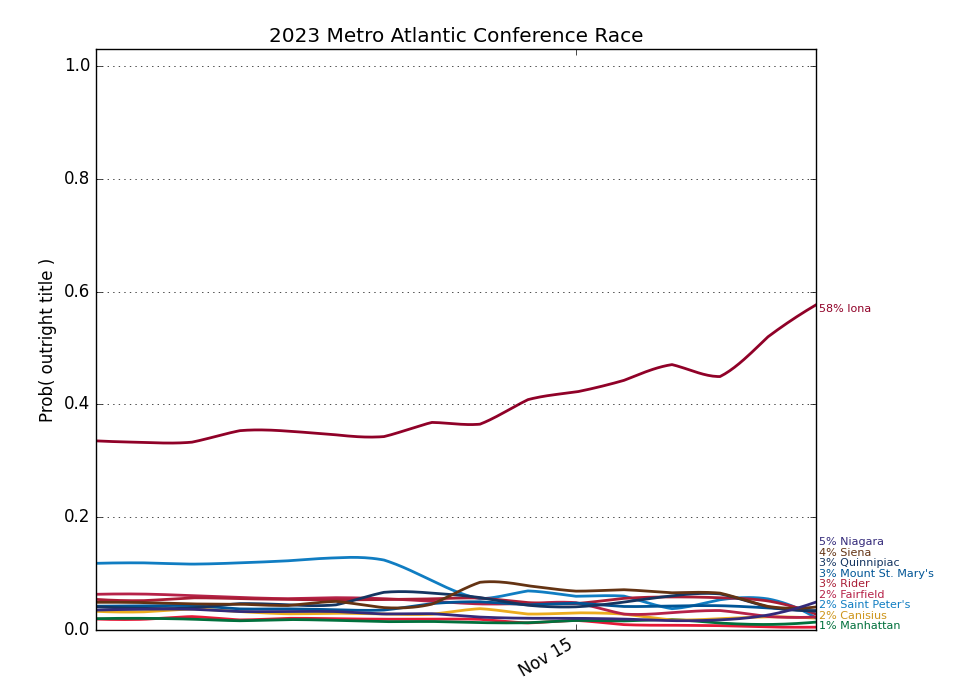 2023 Metro Atlantic Conference Race
Prob( outright title )
1.0
0.8
0.6
0.4
0.2
0.0
Nov 15
58% Iona
5% Niagara
4% Siena
3% Quinnipiac
3% Mount St. Mary's
3% Rider
2% Fairfield
2% Saint Peter's
2% Canisius
1% Manhattan